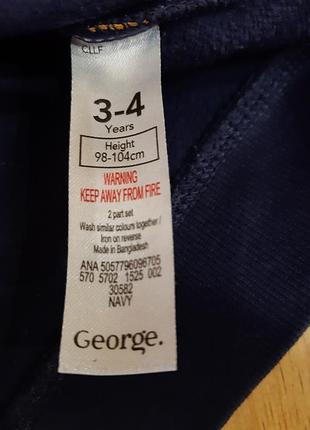 CLLF
3-4
Years
Height
98-104cm
WARNING
KEEP AWAY FROM FIRE
2 part set
Wash similar colours together /
Iron on reverse
Made in Bangladesh
ANA 5057796096705
570 5702 1525 002
30582
NAVY
George.